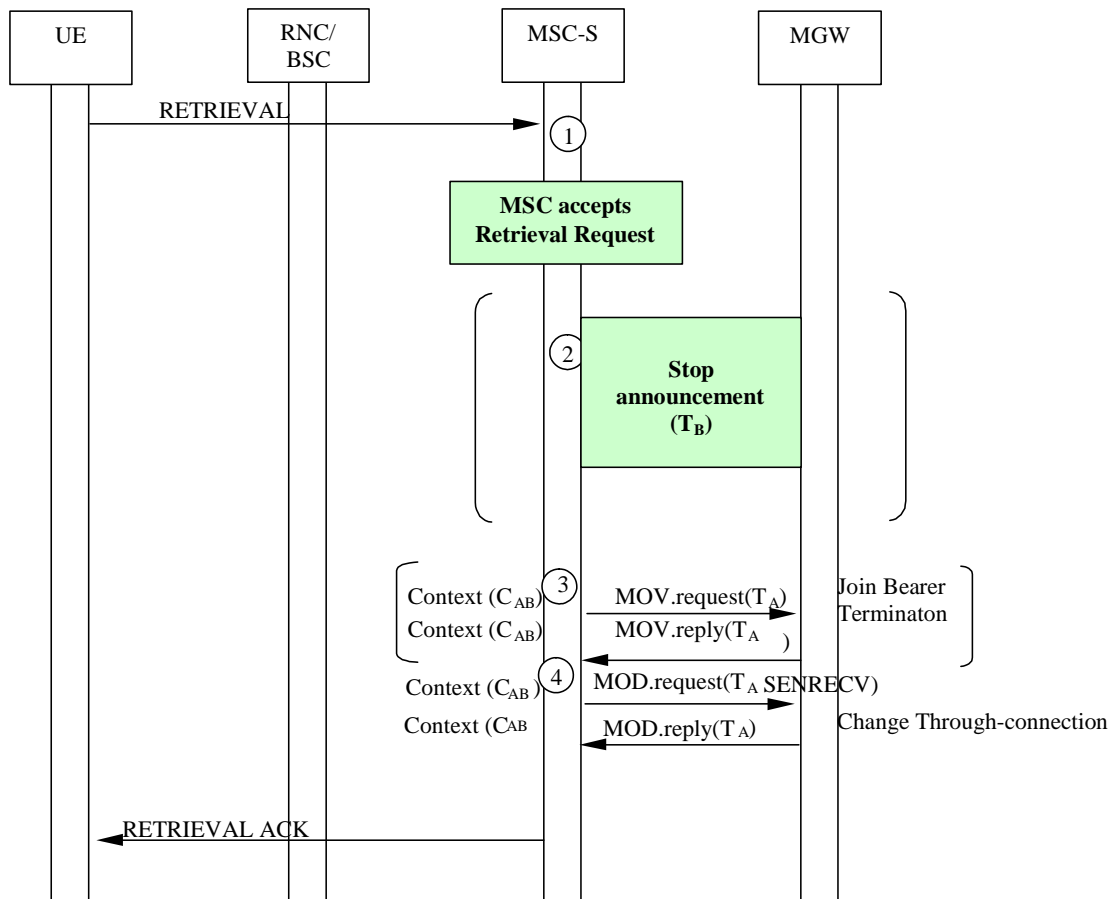 UE
RNC/
BSC
MSC-S
MGW
RETRIEVAL
1
MSC accepts
Retrieval Request
2
Stop
announcement
(TB)
3
Context (CAB)
MOV.request(TA)
Join Bearer
Terminaton
Context (CAB)
MOV.reply(TA )
4
Context (CAB)
MOD.request(TA SENRECV)
Context (CAB
MOD.reply(TA)
Change Through-connection
RETRIEVAL ACK